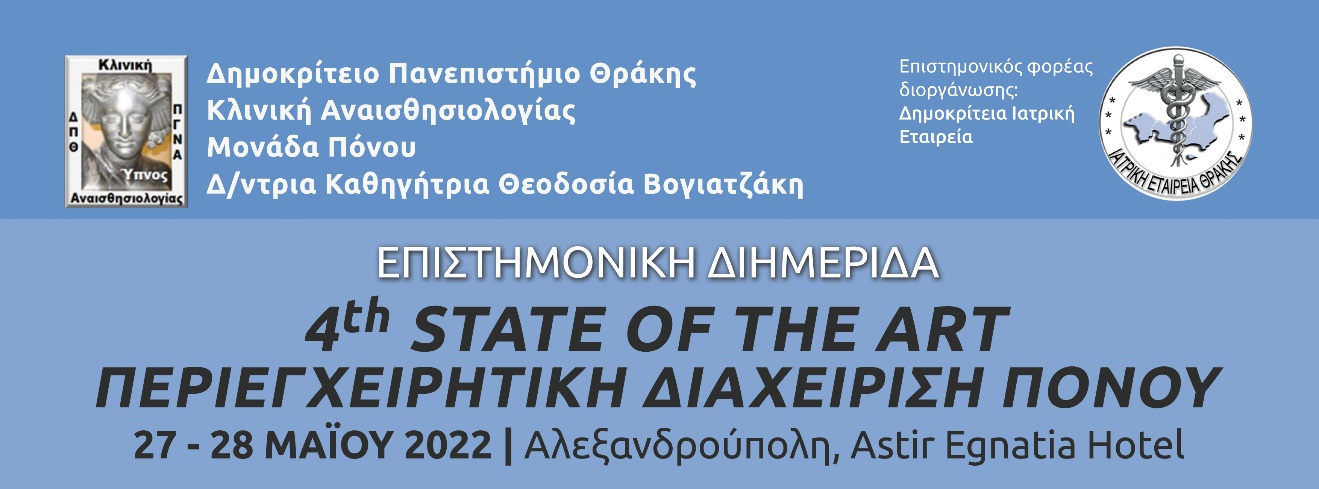 Κλινική
ΔΠΘ
ΠΓΝΑ
Ύπνος
Αναισθησιολογίας
Δημοκρίτειο Πανεπιστήμιο Θράκης
Κλινική Αναισθησιολογίας
Μονάδα Πόνου
Δ/ντρια Καθηγήτρια Θεοδοσία Βογιατζάκη
Επιστημονικός φορέας
διοργάνωσης:
Δημοκρίτεια Ιατρική
Εταιρεία
ΙΑΤΡΙΚΗ ΕΤΑΙΡΕΙΑ ΘΡΑΚΗΣ
ΕΠΙΣΤΗΜΟΝΙΚΗ ΔΙΗΜΕΡΙΔΑ
4th STATE OF THE ART
ΠΕΡΙΕΓΧΕΙΡΗΤΙΚΗ ΔΙΑΧΕΙΡΙΣΗ ΠΟΝΟΥ
27 - 28 ΜΑΪΟΥ 2022 | Αλεξανδρούπολη, Astir Egnatia Hotel